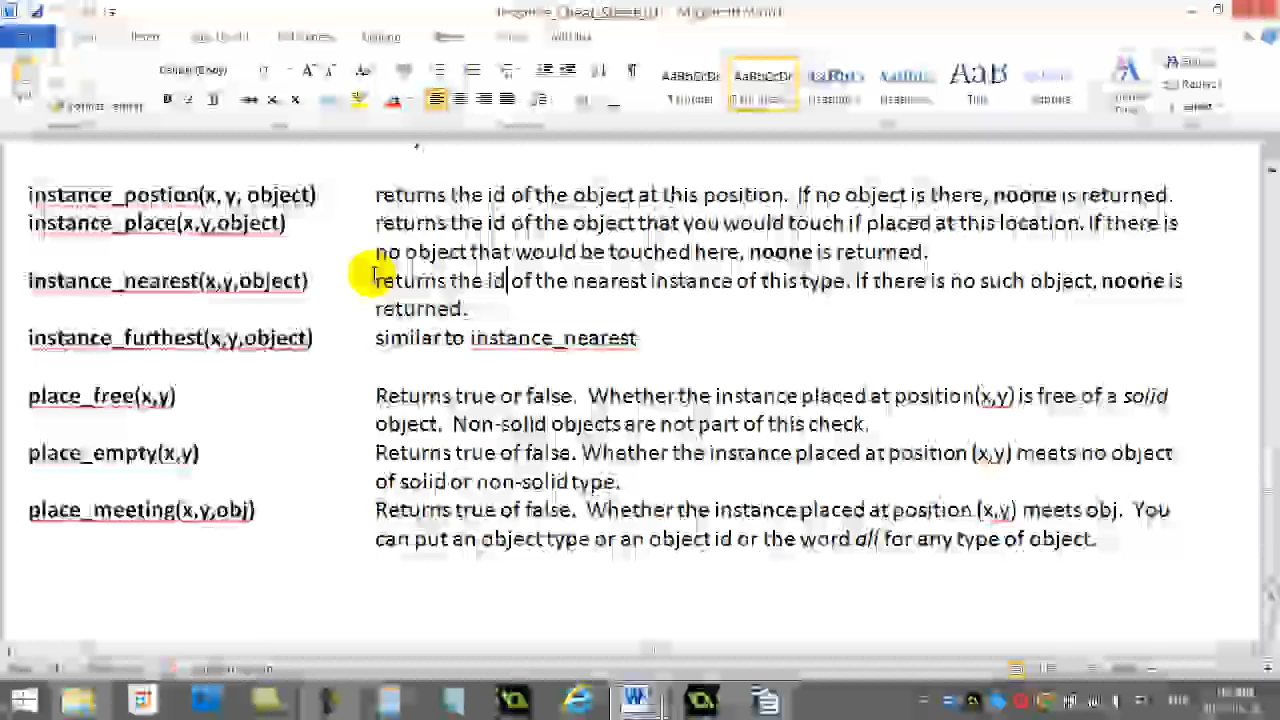 instance_postion(x, y, object) returns the id of the object at this position. If no object is there, noone is returned.
instance_place(x,y,object) returns the id of the object that you would touch if placed at this location. If there is
no object that would be touched here, noone is returned.
instance_nearest(x,y,object) returns the id of the nearest instance of this type. If there is no such object, noone is
returned.
instance_furthest(x,y,object) similar to instance_nearest
place_free(x,y) Returns true or false. Whether the instance placed at position(x,y) is free of a solid
object. Non-solid objects are not part of this check.
place_empty(x,y) Returns true of false. Whether the instance placed at position (x,y) meets no object
of solid or non-solid type.
place_meeting(x,y,obj) Returns true of false. Whether the instance placed at position (x,y) meets obj. You
can put an object type or an object id or the word all for any type of object.